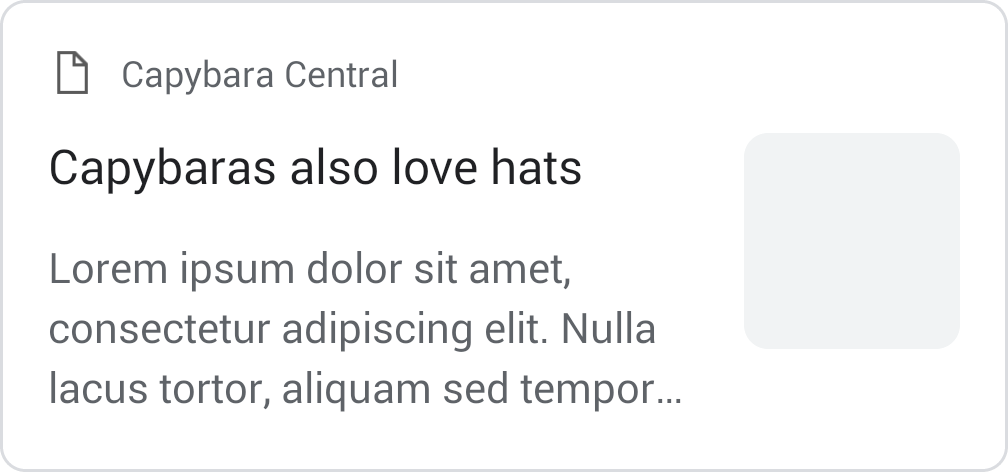 Capybara Central
Capybaras also love hats
Lorem ipsum dolor sit amet,
consectetur adipiscing elit. Nulla
lacus tortor, aliquam sed tempor...